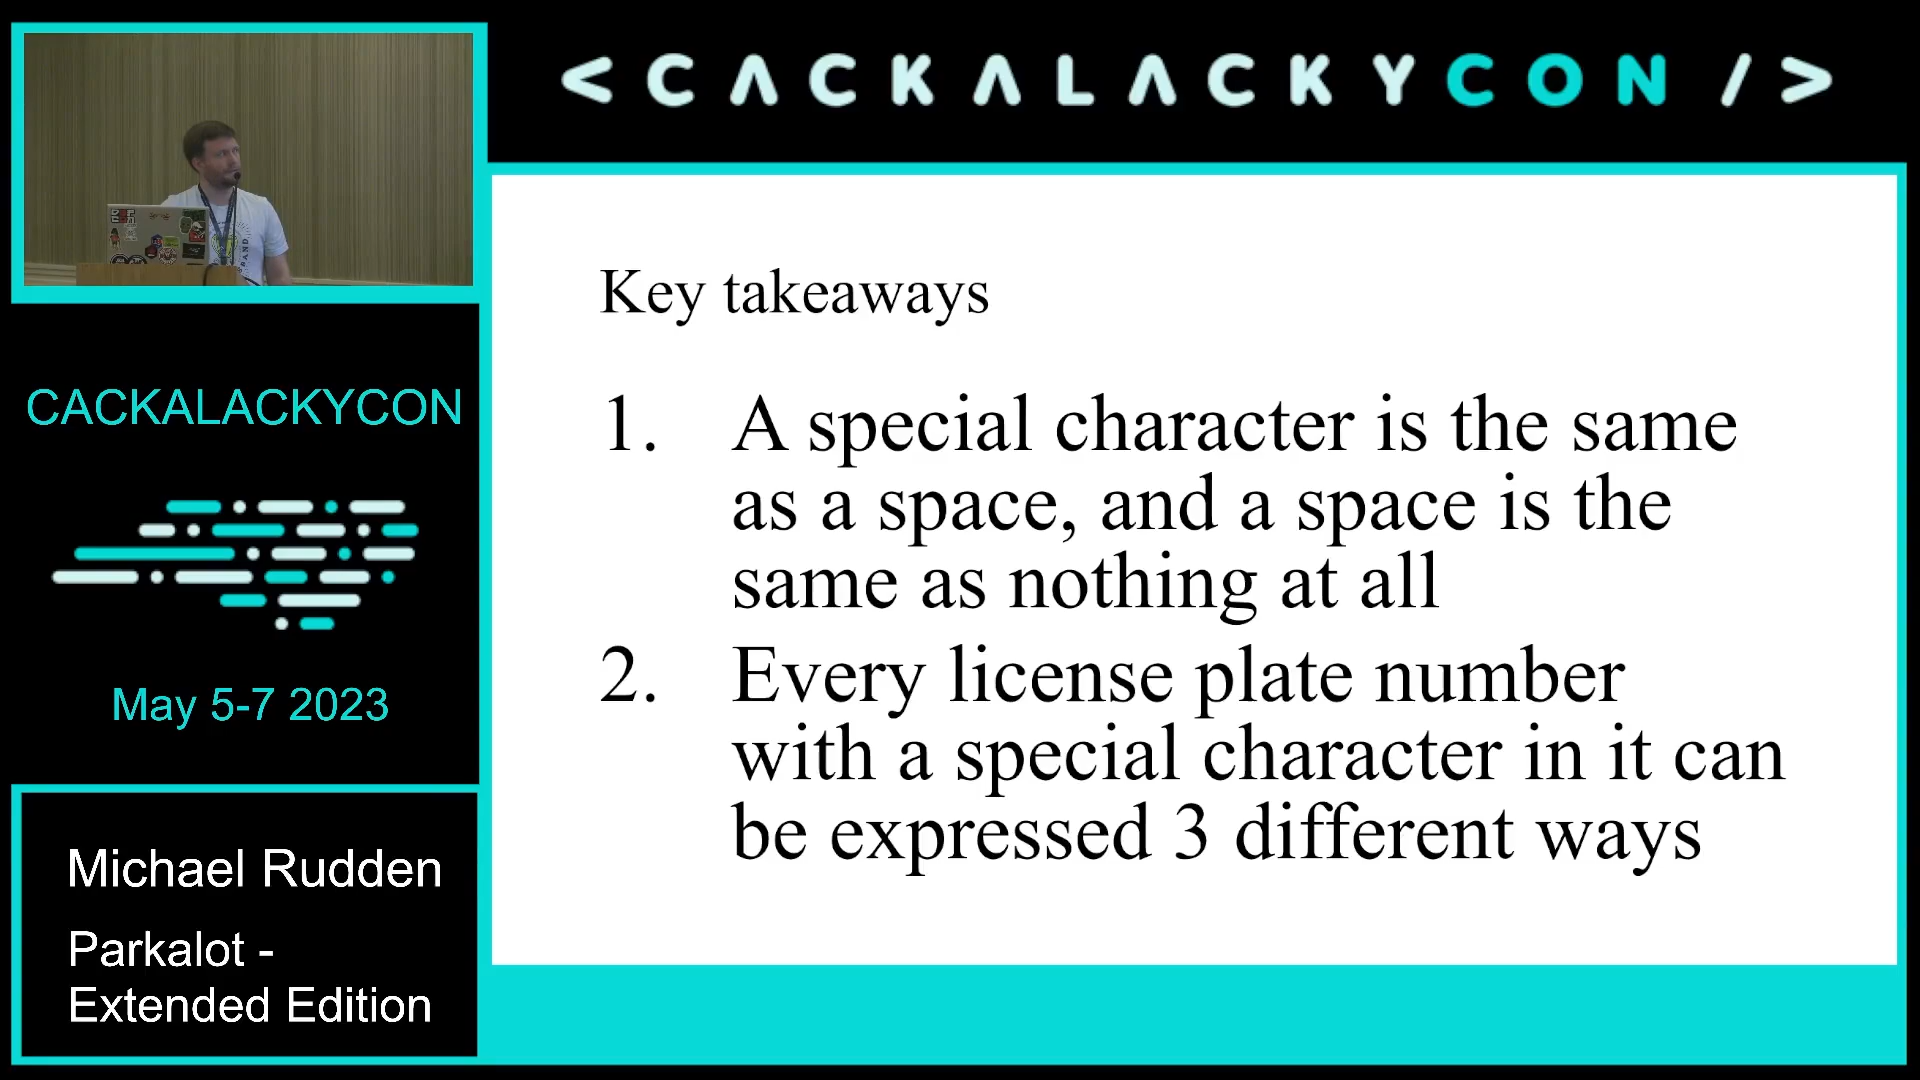 <CACKALACKYCON/>
CACKALACKYCON
May 5-7 2023
Michael Rudden
Parkalot -
Extended Edition
Key takeaways
1. A special character is the same
as a space, and a space is the
same as nothing at all
2. Every license plate number
with a special character in it can
be expressed 3 different ways